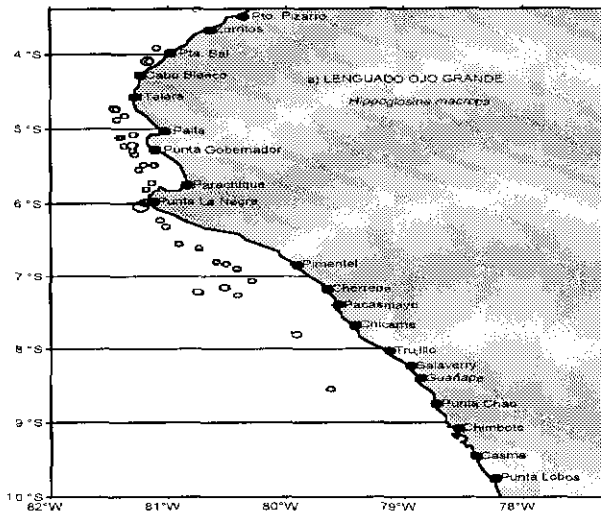 Pto. Pizarro
Zorritos
4°S
Pta. Sal
Cabo Blanco
a) LENGUADO OJO GRANDE
Talara
Hippoglosina macrops
5°S
Paita
Punta Gobernador
Parachique
6°S
Punta La Negra
Pimentel
7°S
Cherrepe
Pacasmayo
Chicama
8°S
Trujillo
Salaverry
Guañape
Punta Chao
9°S
Chimbote
Casma
Punta Lobos
10°S
82°W
81°W
80°W
79°W
78°W